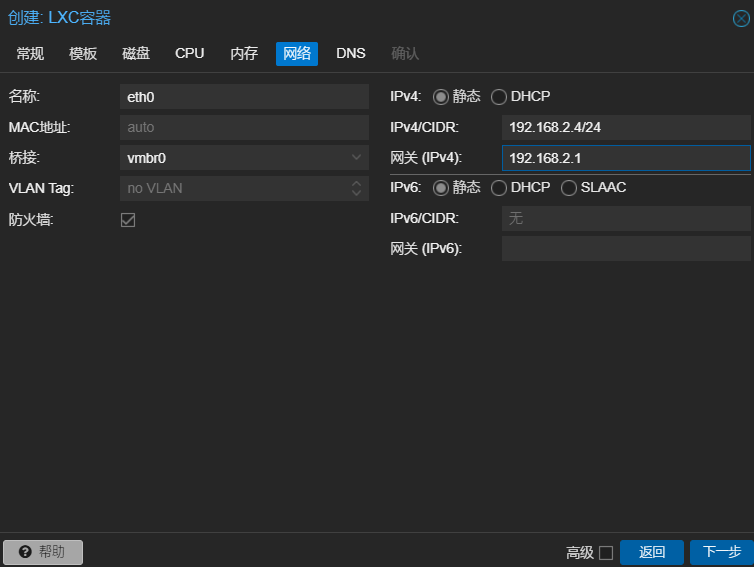 创建: LXC容器
常规 模板 磁盘 CPU 内存 网络 DNS 确认
名称: eth0
MAC地址: auto
桥接: vmbr0
VLAN Tag: no VLAN
防火墙:
IPv4: 静态 DHCP
IPv4/CIDR: 192.168.2.4/24
网关 (IPv4): 192.168.2.1
IPv6: 静态 DHCP SLAAC
IPv6/CIDR: 无
网关 (IPv6):
帮助 高级 返回 下一步